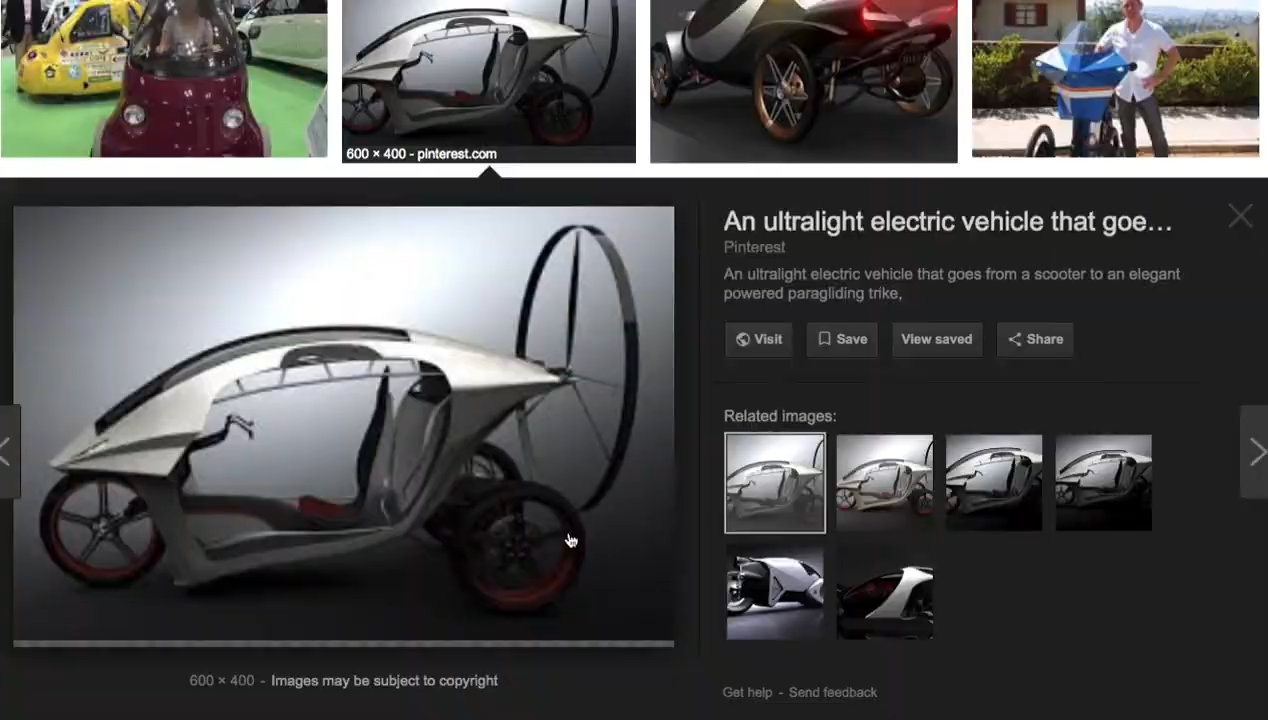 600 × 400 - pinterest.com
An ultralight electric vehicle that goe...
Pinterest
An ultralight electric vehicle that goes from a scooter to an elegant
powered paragliding trike,
Visit
Save
View saved
Share
Related images:
600 × 400 - Images may be subject to copyright
Get help - Send feedback